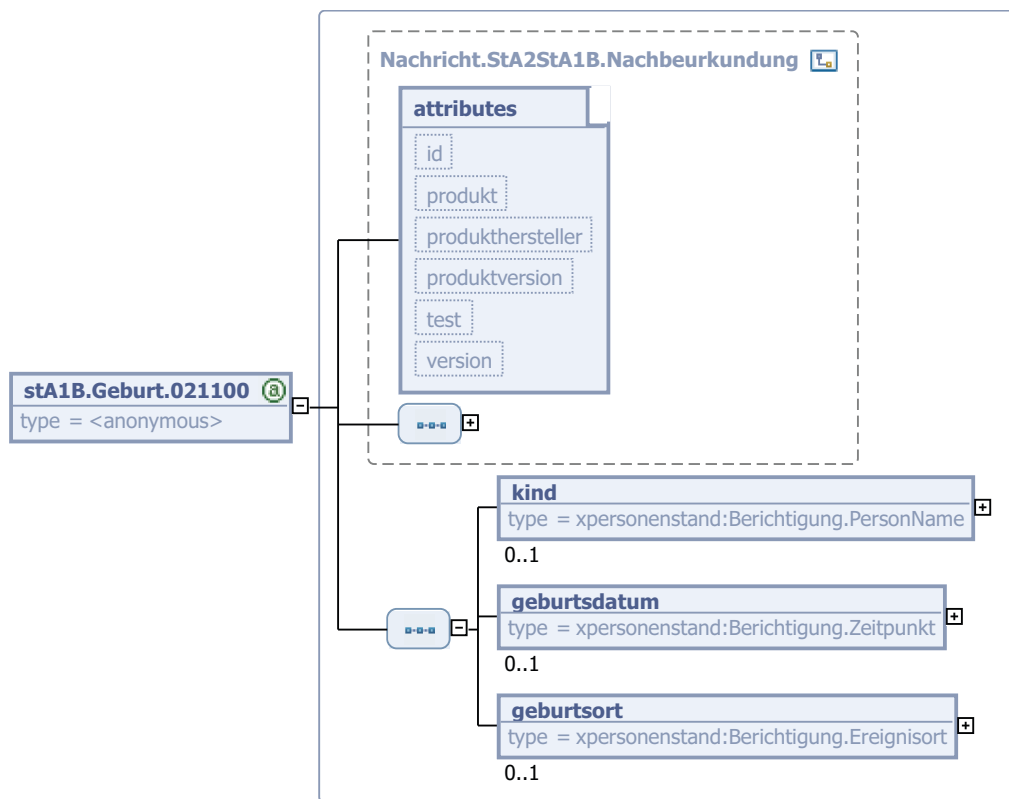 Nachricht.StA2StA1B.Nachbeurkundung
attributes
id
produkt
produkthersteller
produktversion
test
version
stA1B.Geburt.021100
type = <anonymous>
kind
type = xpersonenstand:Berichtigung.PersonName
0..1
geburtsdatum
type = xpersonenstand:Berichtigung.Zeitpunkt
0..1
geburtsort
type = xpersonenstand:Berichtigung.Ereignisort
0..1